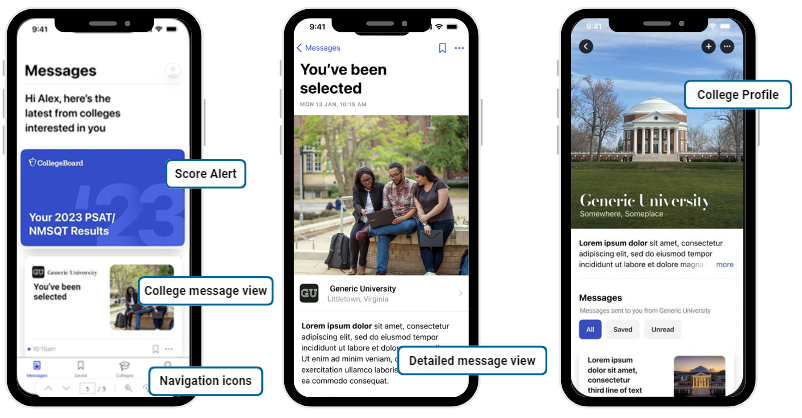 9:41
Messages
Hi Alex, here's the
latest from colleges
interested in you
CollegeBoard
'23
Your 2023 PSAT/
NMSQT Results
Score Alert
GU
Generic University
You've been
selected
College message view
10:15am
Messages
Saved
Colleges
5 / 9
Navigation icons
9:41
Messages
You've been
selected
MON 13 JAN, 10:15 AM
GU
Generic University
Littletown, Virginia
Lorem ipsum dolor sit amet, consectetur
adipiscing elit, sed do eiusmod tempor
incididunt ut labore et dolore magna aliqua.
Ut enim ad minim veniam,
exercitation ullamco laboris
ea commodo consequat.
Detailed message view
9:41
College Profile
Generic University
Somewhere, Someplace
Lorem ipsum dolor sit amet, consectetur
adipiscing elit, sed do eiusmod tempor
incididunt ut labore et dolore magna
more
Messages
Messages sent to you from Generic University
All
Saved
Unread
Lorem ipsum
dolor sit amet,
consectetur
third line of text